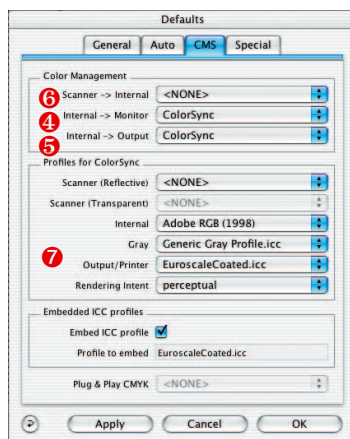 Defaults
General Auto CMS Special
Color Management
6 Scanner -> Internal <NONE>
4 Internal -> Monitor ColorSync
5 Internal -> Output ColorSync
Profiles for ColorSync
Scanner (Reflective) <NONE>
Scanner (Transparent) <NONE>
Internal Adobe RGB (1998)
Gray Generic Gray Profile.icc
7 Output/Printer EuroscaleCoated.icc
Rendering Intent perceptual
Embedded ICC profiles
Embed ICC profile
Profile to embed EuroscaleCoated.icc
Plug & Play CMYK <NONE>
? Apply Cancel OK